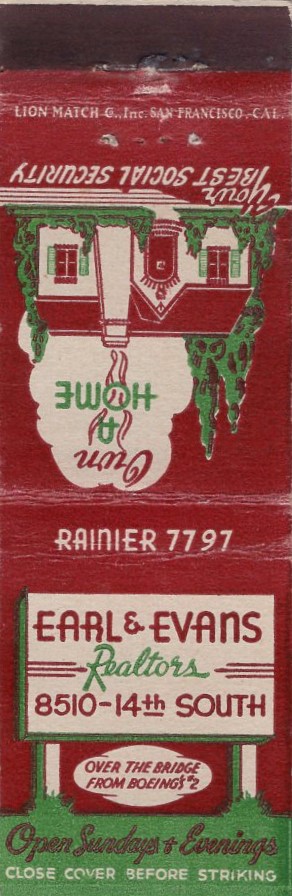 LION MATCH C., Inc. SAN FRANCISCO, CAL.
Own
A
HOME
Your
BEST SOCIAL SECURITY
RAINIER 7797
EARL & EVANS
Realtors
8510-14th SOUTH
OVER THE BRIDGE
FROM BOEING'S #2
Open Sundays & Evenings
CLOSE COVER BEFORE STRIKING